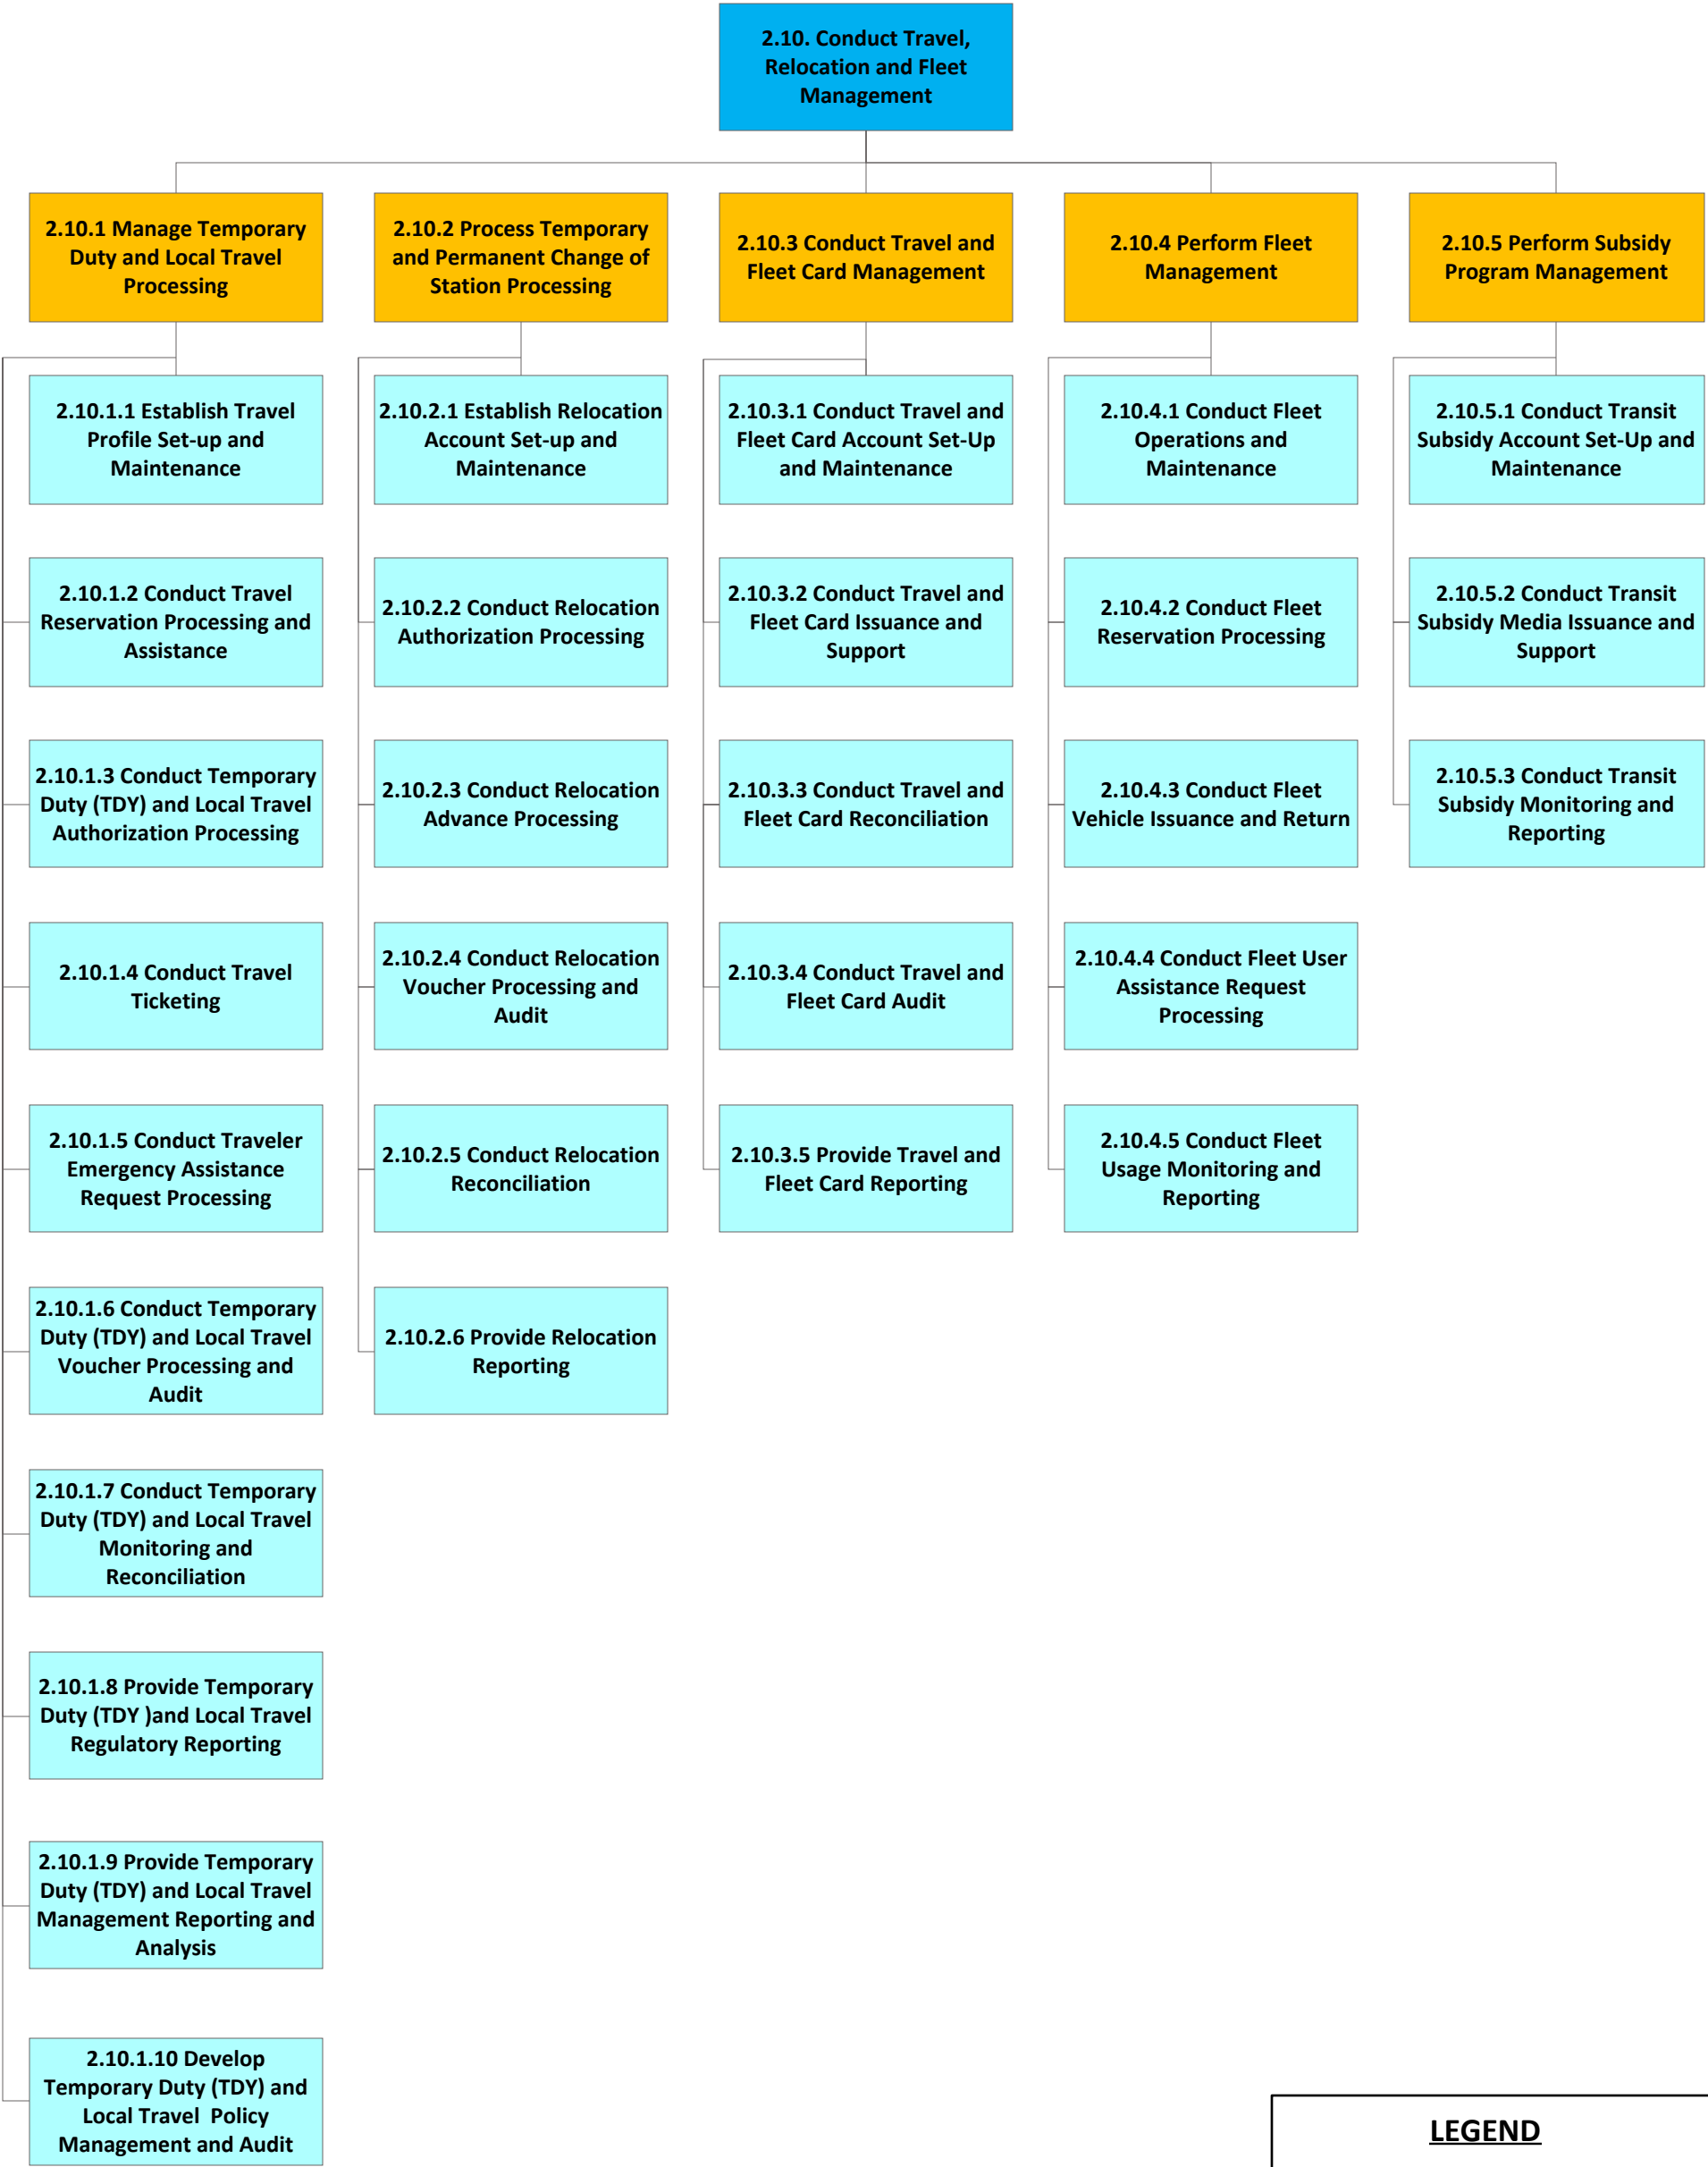 2.10. Conduct Travel,
Relocation and Fleet
Management
2.10.1 Manage Temporary
Duty and Local Travel
Processing
2.10.2 Process Temporary
and Permanent Change of
Station Processing
2.10.3 Conduct Travel and
Fleet Card Management
2.10.4 Perform Fleet
Management
2.10.5 Perform Subsidy
Program Management
2.10.1.1 Establish Travel
Profile Set-up and
Maintenance
2.10.2.1 Establish Relocation
Account Set-up and
Maintenance
2.10.3.1 Conduct Travel and
Fleet Card Account Set-Up
and Maintenance
2.10.4.1 Conduct Fleet
Operations and
Maintenance
2.10.5.1 Conduct Transit
Subsidy Account Set-Up and
Maintenance
2.10.1.2 Conduct Travel
Reservation Processing and
Assistance
2.10.2.2 Conduct Relocation
Authorization Processing
2.10.3.2 Conduct Travel and
Fleet Card Issuance and
Support
2.10.4.2 Conduct Fleet
Reservation Processing
2.10.5.2 Conduct Transit
Subsidy Media Issuance and
Support
2.10.1.3 Conduct Temporary
Duty (TDY) and Local Travel
Authorization Processing
2.10.2.3 Conduct Relocation
Advance Processing
2.10.3.3 Conduct Travel and
Fleet Card Reconciliation
2.10.4.3 Conduct Fleet
Vehicle Issuance and Return
2.10.5.3 Conduct Transit
Subsidy Monitoring and
Reporting
2.10.1.4 Conduct Travel
Ticketing
2.10.2.4 Conduct Relocation
Voucher Processing and
Audit
2.10.3.4 Conduct Travel and
Fleet Card Audit
2.10.4.4 Conduct Fleet User
Assistance Request
Processing
2.10.1.5 Conduct Traveler
Emergency Assistance
Request Processing
2.10.2.5 Conduct Relocation
Reconciliation
2.10.3.5 Provide Travel and
Fleet Card Reporting
2.10.4.5 Conduct Fleet
Usage Monitoring and
Reporting
2.10.1.6 Conduct Temporary
Duty (TDY) and Local Travel
Voucher Processing and
Audit
2.10.2.6 Provide Relocation
Reporting
2.10.1.7 Conduct Temporary
Duty (TDY) and Local Travel
Monitoring and
Reconciliation
2.10.1.8 Provide Temporary
Duty (TDY )and Local Travel
Regulatory Reporting
2.10.1.9 Provide Temporary
Duty (TDY) and Local Travel
Management Reporting and
Analysis
2.10.1.10 Develop
Temporary Duty (TDY) and
Local Travel  Policy
Management and Audit
LEGEND